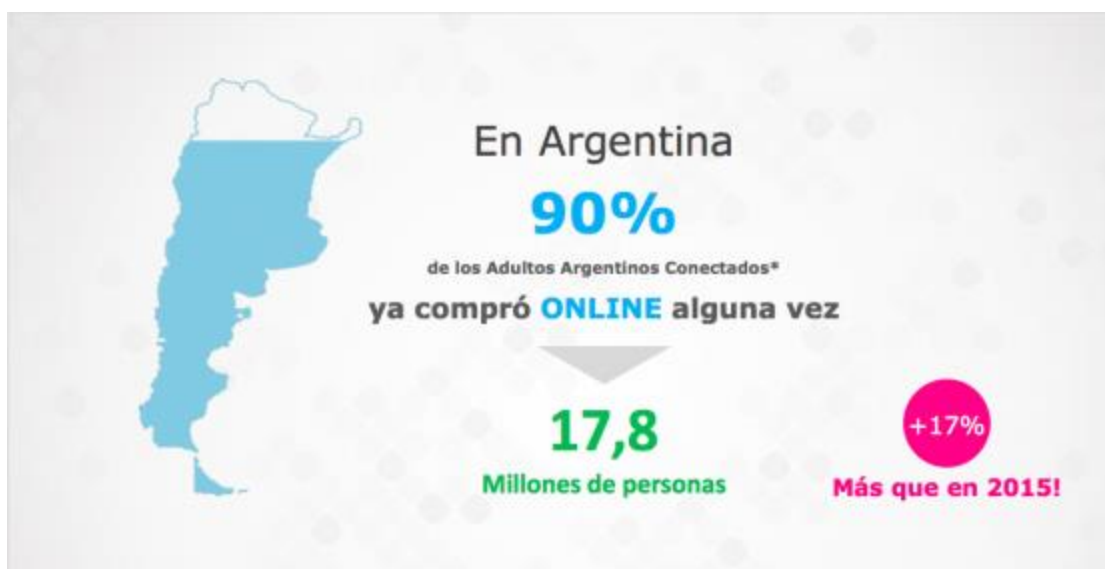 En Argentina
90%
de los Adultos Argentinos Conectados*
ya compró ONLINE alguna vez
17,8
Millones de personas
+17%
Más que en 2015!